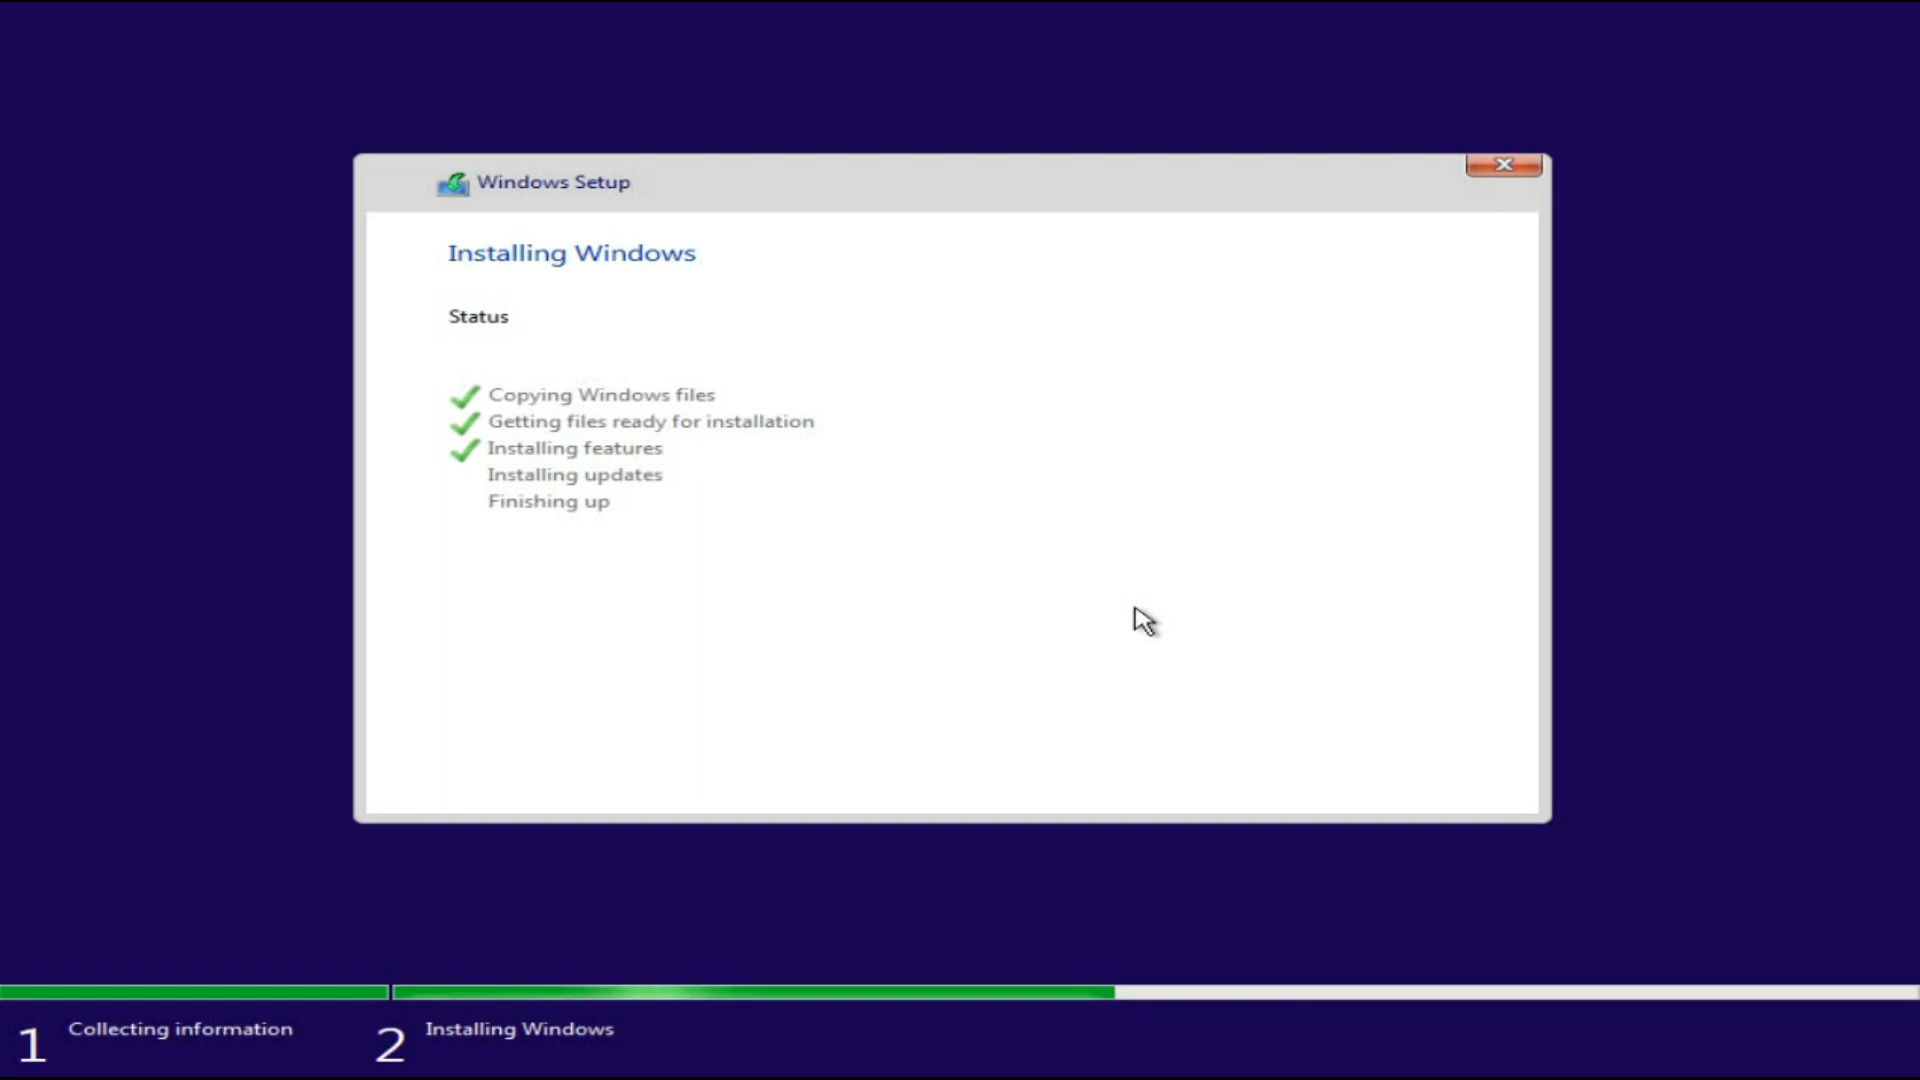 Windows Setup
Installing Windows
Status
Copying Windows files
Getting files ready for installation
Installing features
Installing updates
Finishing up
1 Collecting information
2 Installing Windows